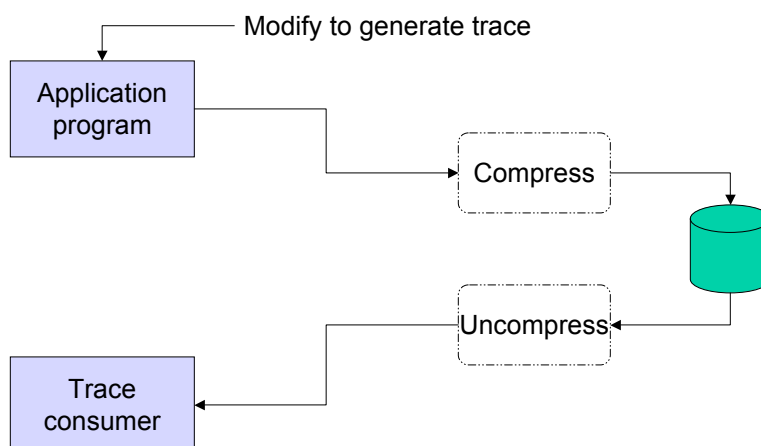 Modify to generate trace
Application
program
Compress
Uncompress
Trace
consumer